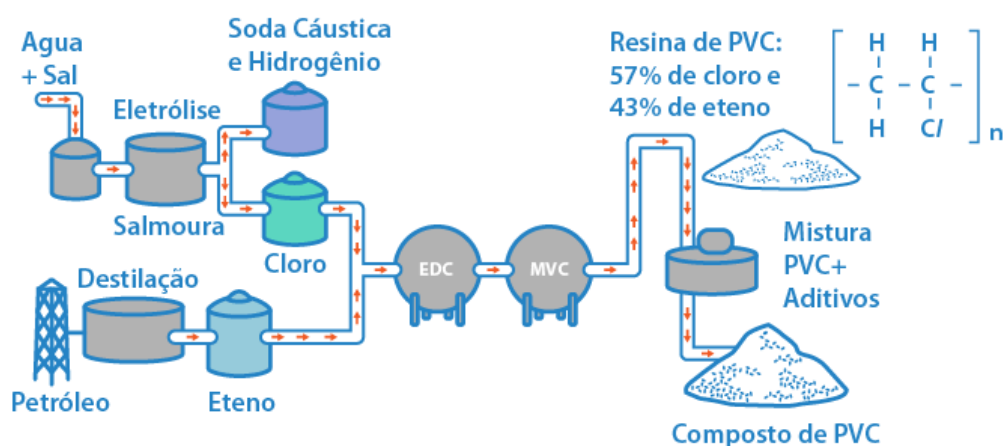 Agua
+ Sal
Eletrólise
Salmoura
Soda Cáustica
e Hidrogênio
Cloro
Destilação
Petróleo
Eteno
EDC
MVC
Resina de PVC:
57% de cloro e
43% de eteno
H H
- C - C -
H Cl
n
Mistura
PVC+
Aditivos
Composto de PVC